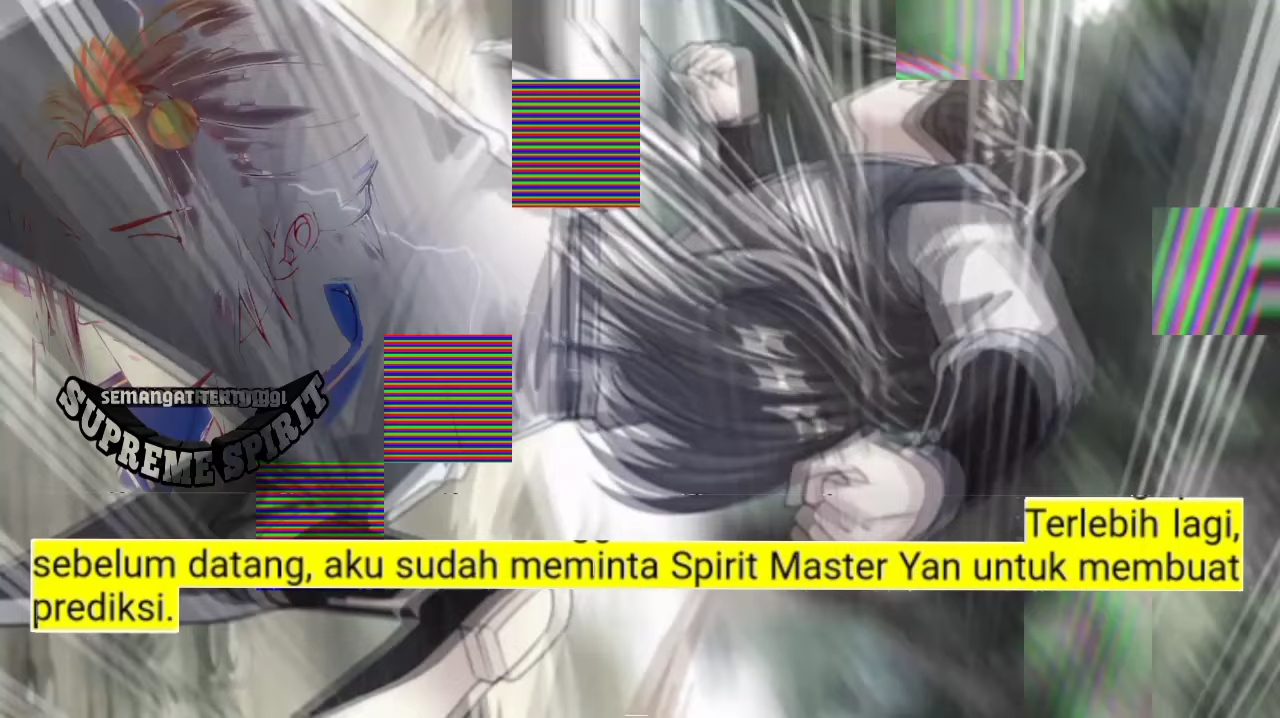 SEMANGAT
SUPREME SPIRIT
Terlebih lagi,
sebelum datang, aku sudah meminta Spirit Master Yan untuk membuat
prediksi.